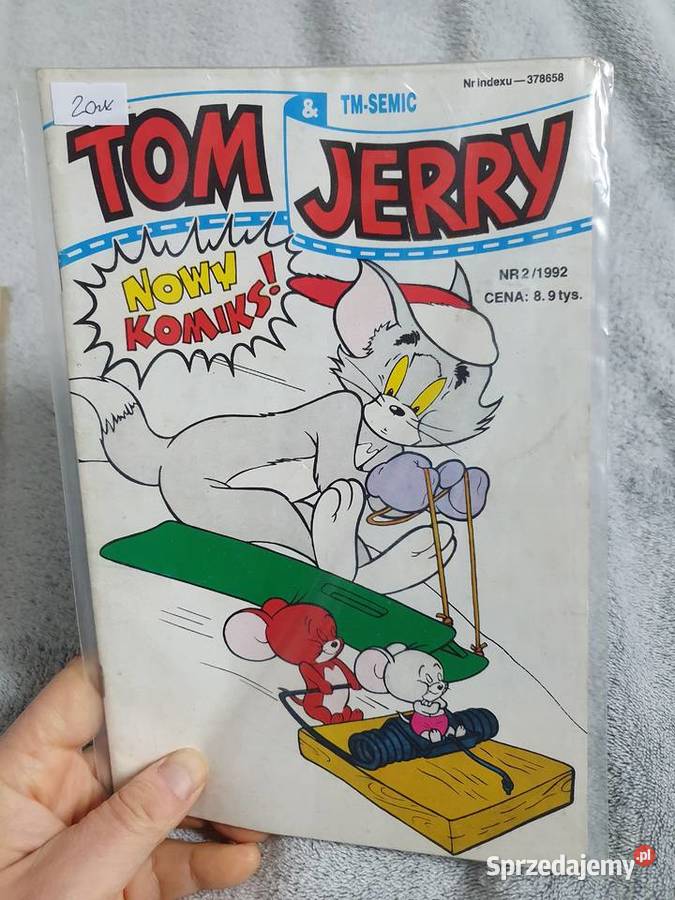 Nr indexu — 378658
20zł
& TM-SEMIC
TOM
JERRY
NOWY
KOMIKS!
NR 2/1992
CENA: 8.9 tys.
Sprzedajemy.pl